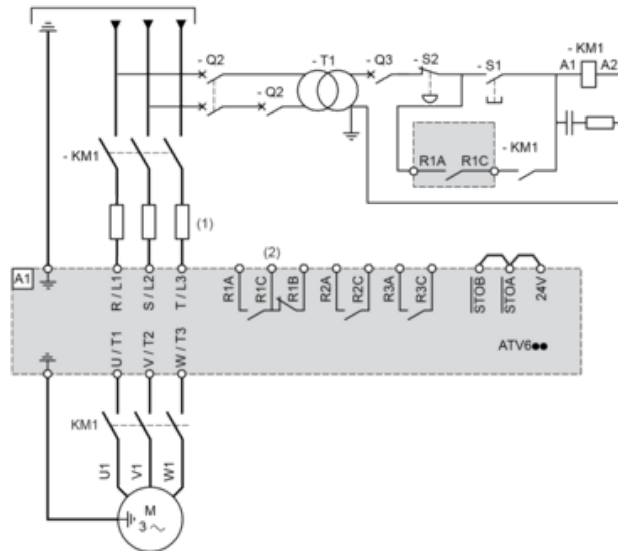 - Q2
- T1
- Q3
- S2
- S1
- KM1
A1
A2
- Q2
- KM1
R1A
R1C
- KM1
(1)
(2)
A1
R / L1
S / L2
T / L3
R1A
R1C
R1B
R2A
R2C
R3A
R3C
STOB
STOA
24V
U / T1
V / T2
W / T3
ATV6●●
KM1
U1
V1
W1
M
3 ~